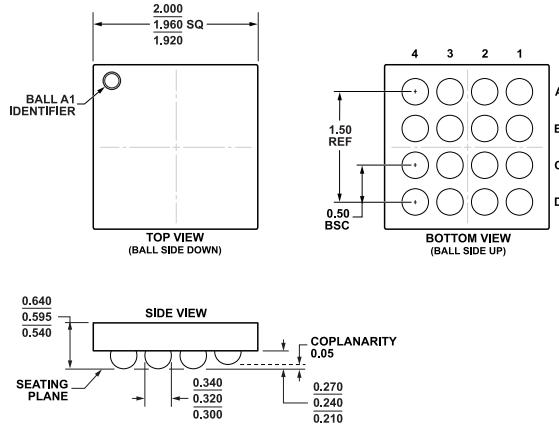 2.000
1.960 SQ
1.920
BALL A1
IDENTIFIER
TOP VIEW
(BALL SIDE DOWN)
4 3 2 1
A
B
C
D
1.50
REF
0.50
BSC
BOTTOM VIEW
(BALL SIDE UP)
0.640
0.595
0.540
SIDE VIEW
SEATING
PLANE
0.340
0.320
0.300
COPLANARITY
0.05
0.270
0.240
0.210